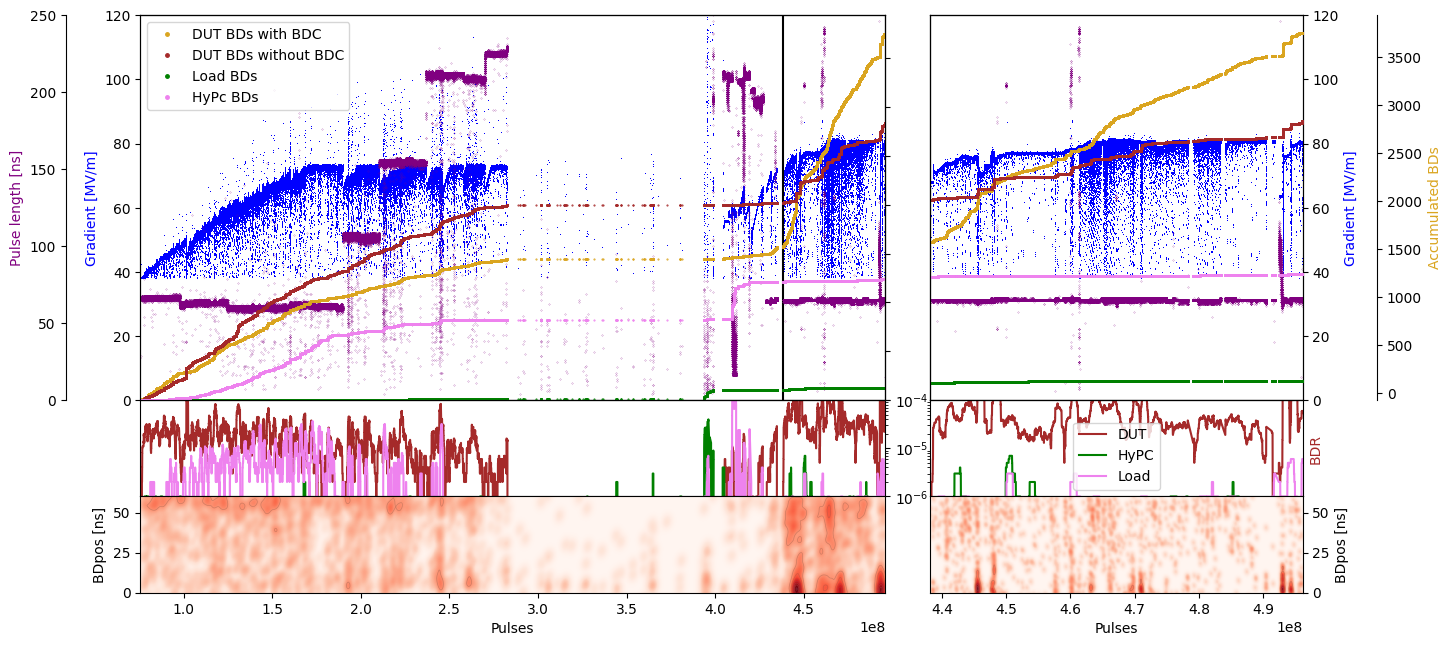 Pulse length [ns]
250
200
150
100
50
0
Gradient [MV/m]
120
100
80
60
40
20
0
DUT BDs with BDC
DUT BDs without BDC
Load BDs
HyPc BDs
120
100
80
60
40
20
0
Gradient [MV/m]
3500
3000
2500
2000
1500
1000
500
0
Accumulated BDs
10⁻⁴
10⁻⁵
10⁻⁶
DUT
HyPC
Load
BDR
BDpos [ns]
50
25
0
50
25
0
BDpos [ns]
1.0 1.5 2.0 2.5 3.0 3.5 4.0 4.5
Pulses
1e8
4.4 4.5 4.6 4.7 4.8 4.9
Pulses
1e8